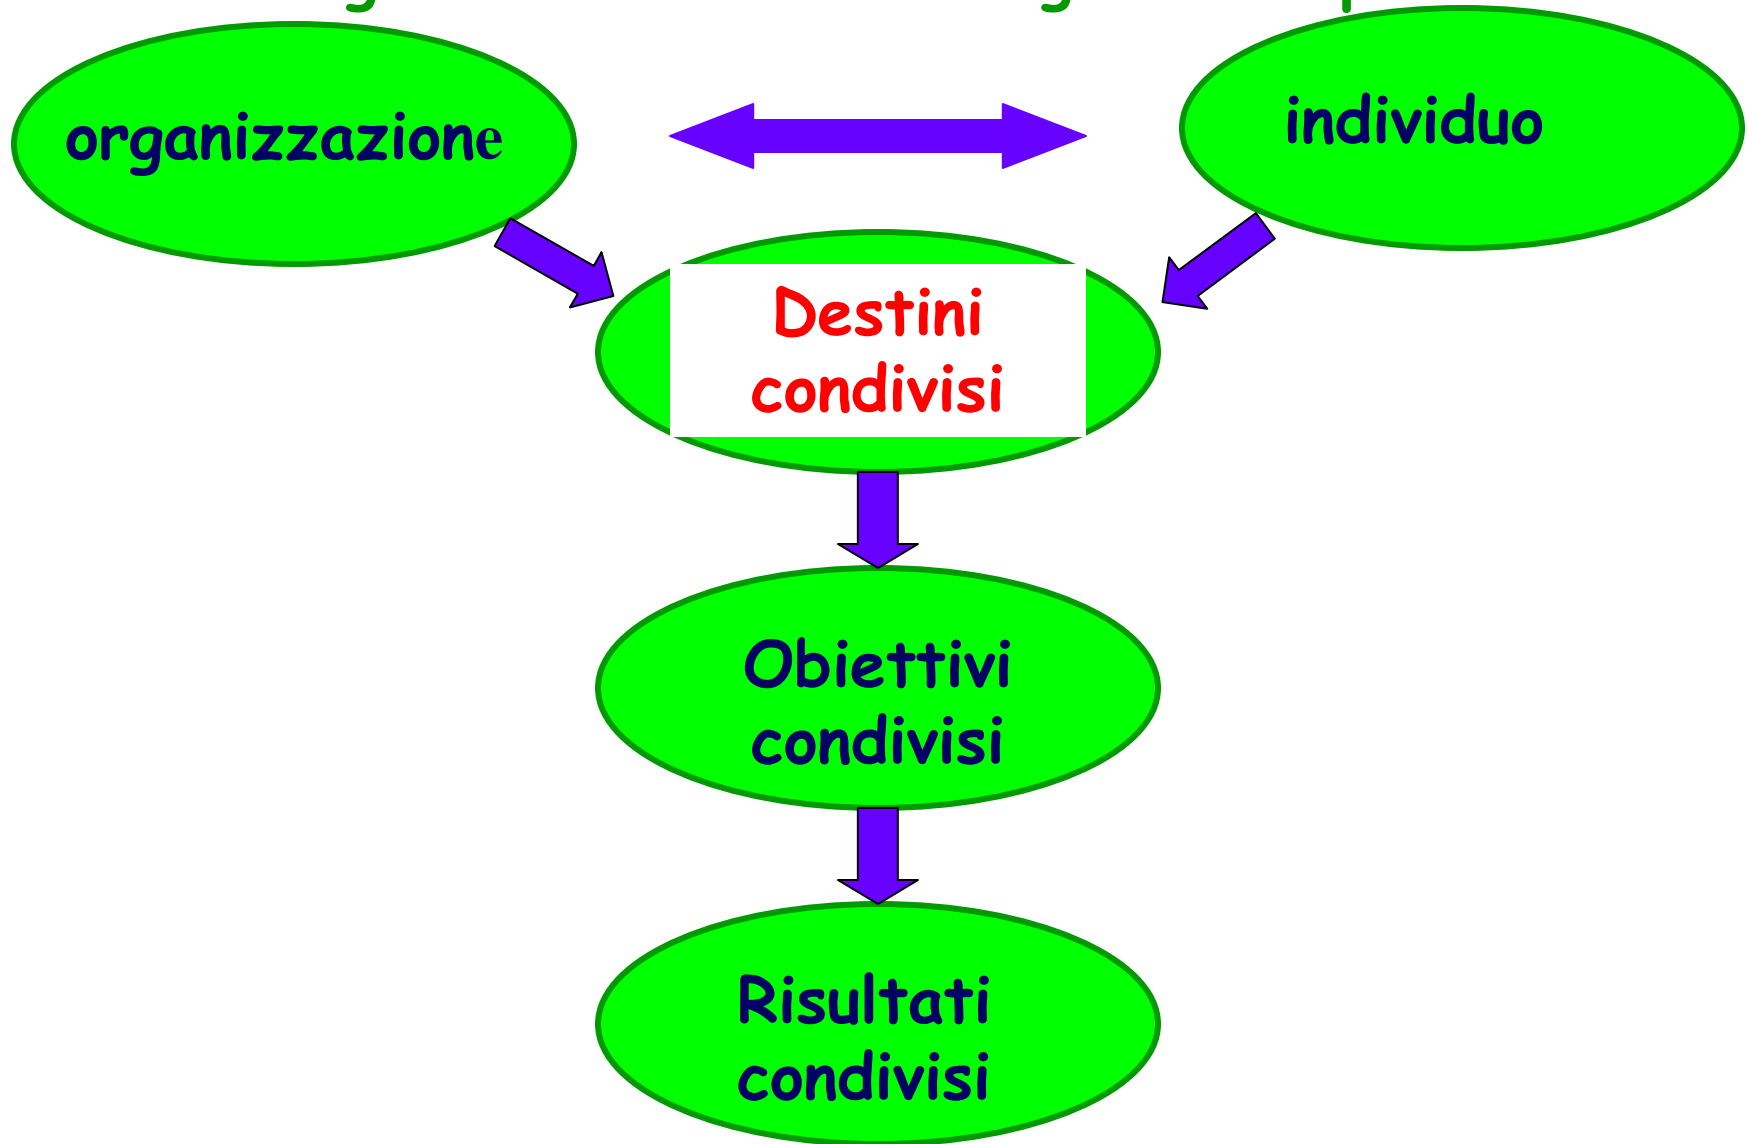 organizzazione
individuo
Destini
condivisi
Obiettivi
condivisi
Risultati
condivisi